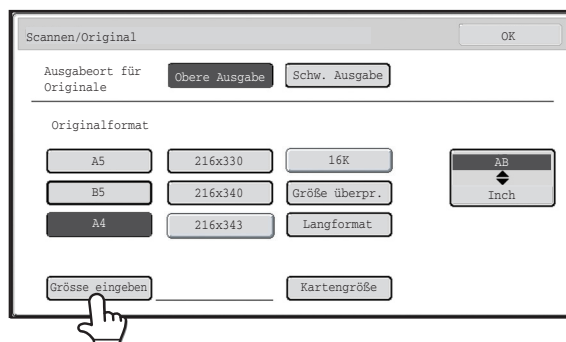 Scannen/Original
OK
Ausgabeort für
Originale
Obere Ausgabe
Schw. Ausgabe
Originalformat
A5
216x330
16K
AB
B5
216x340
Größe überpr.
Inch
A4
216x343
Langformat
Grösse eingeben
Kartengröße